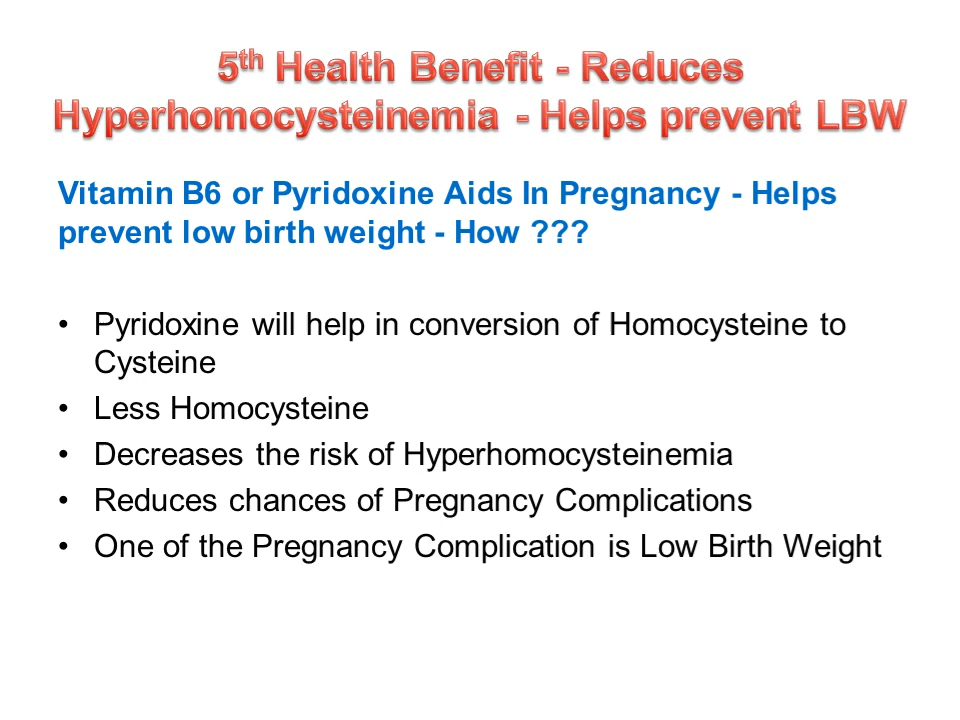 5th Health Benefit - Reduces
Hyperhomocysteinemia - Helps prevent LBW
Vitamin B6 or Pyridoxine Aids In Pregnancy - Helps
prevent low birth weight - How ???
• Pyridoxine will help in conversion of Homocysteine to
Cysteine
• Less Homocysteine
• Decreases the risk of Hyperhomocysteinemia
• Reduces chances of Pregnancy Complications
• One of the Pregnancy Complication is Low Birth Weight